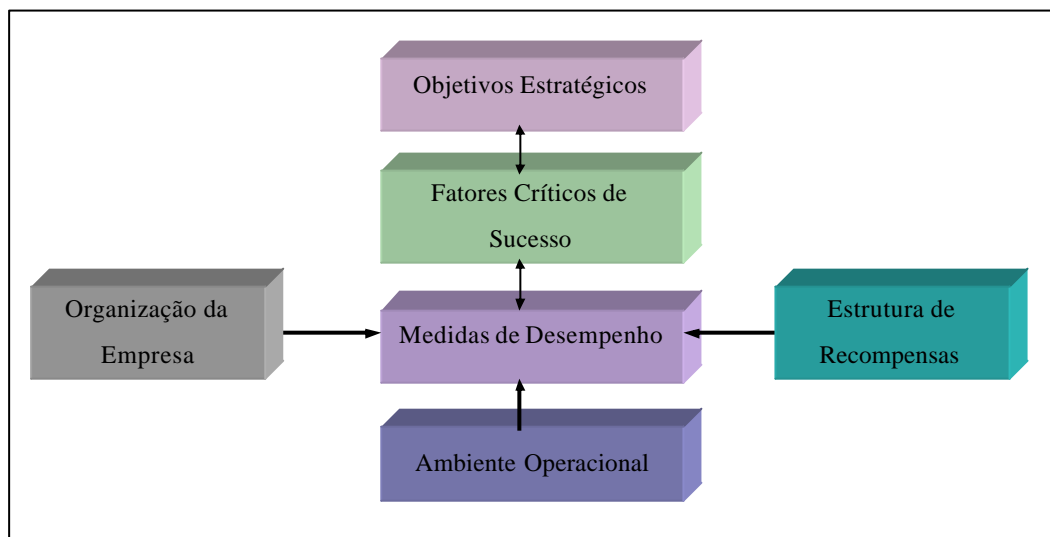 Objetivos Estratégicos
Fatores Críticos de
Sucesso
Organização da
Empresa
Medidas de Desempenho
Estrutura de
Recompensas
Ambiente Operacional